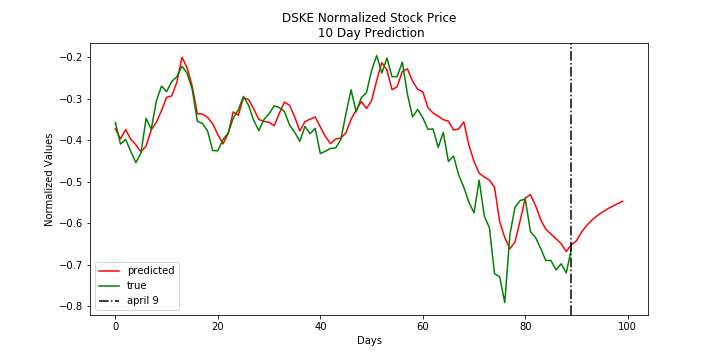 DSKE Normalized Stock Price
10 Day Prediction
Normalized Values
−0.2
−0.3
−0.4
−0.5
−0.6
−0.7
−0.8
predicted
true
april 9
0
20
40
60
80
100
Days